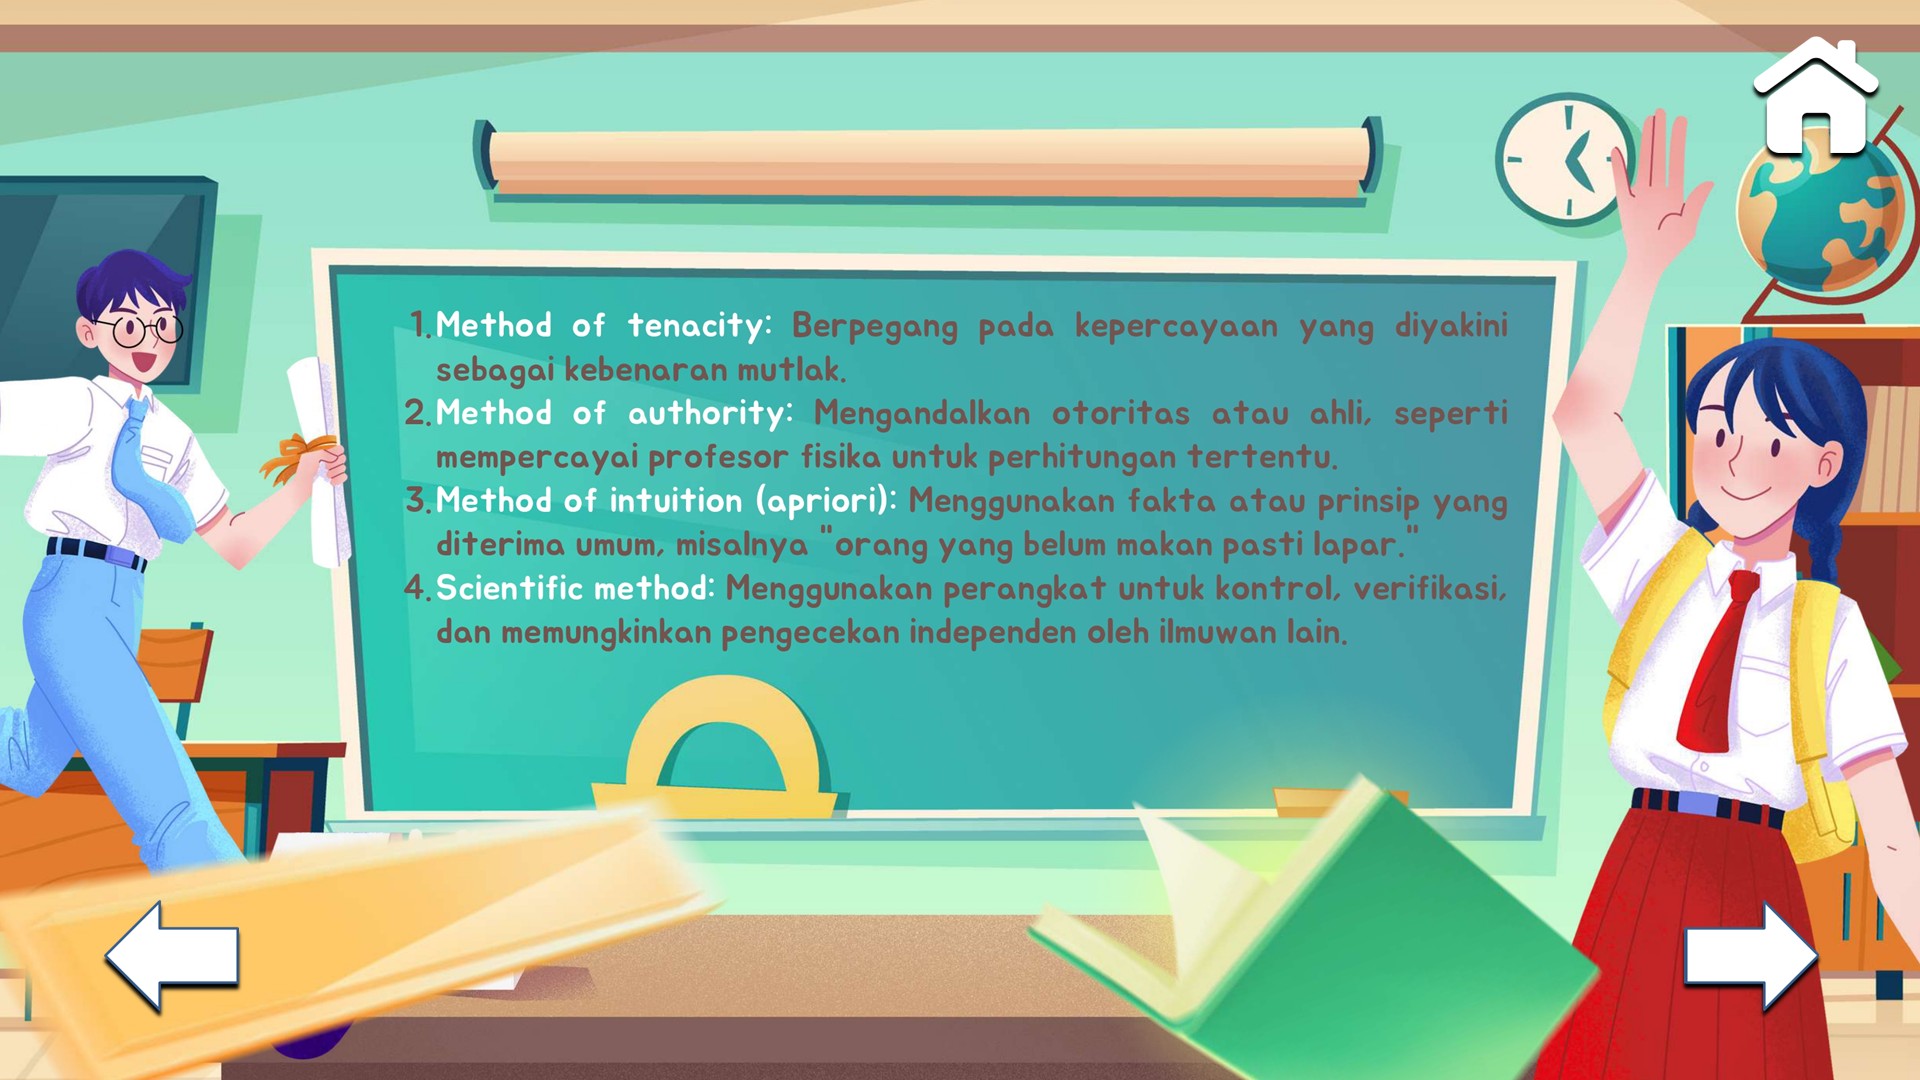 1. Method of tenacity: Berpegang pada kepercayaan yang diyakini
sebagai kebenaran mutlak.
2. Method of authority: Mengandalkan otoritas atau ahli, seperti
mempercayai profesor fisika untuk perhitungan tertentu.
3. Method of intuition (apriori): Menggunakan fakta atau prinsip yang
diterima umum, misalnya "orang yang belum makan pasti lapar."
4. Scientific method: Menggunakan perangkat untuk kontrol, verifikasi,
dan memungkinkan pengecekan independen oleh ilmuwan lain.